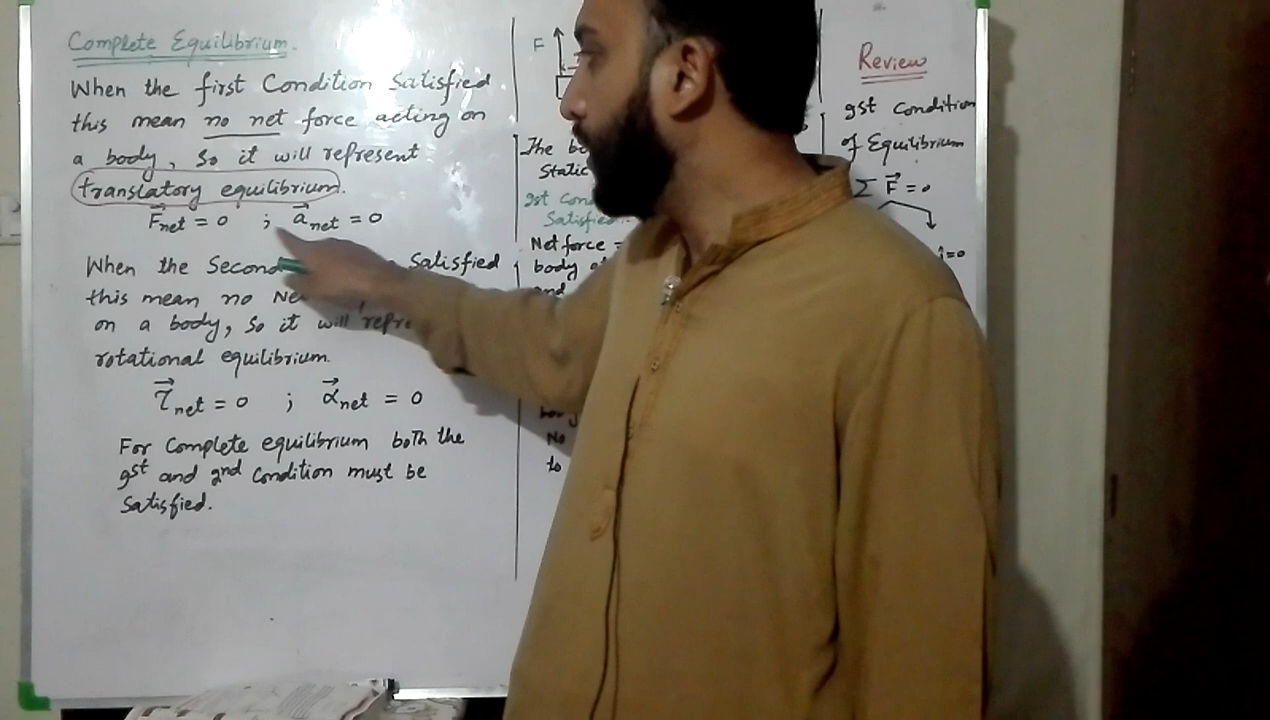 Complete Equilibrium.
When the first Condition Satisfied
this mean no net force acting on
a body, So it will represent
translatory equilibrium.
F⃗net = 0 ; a⃗net = 0
When the Second Satisfied
this mean no
on a body, So it will
rotational equilibrium.
τ⃗net = 0 ; α⃗net = 0
For Complete equilibrium both the
1st and 2nd Condition must be
Satisfied.
F
The
Static
1st
Satisfied.
Net force =
body
and
No
to
Review
1st Condition
of Equilibrium
Σ F⃗ = 0
=0